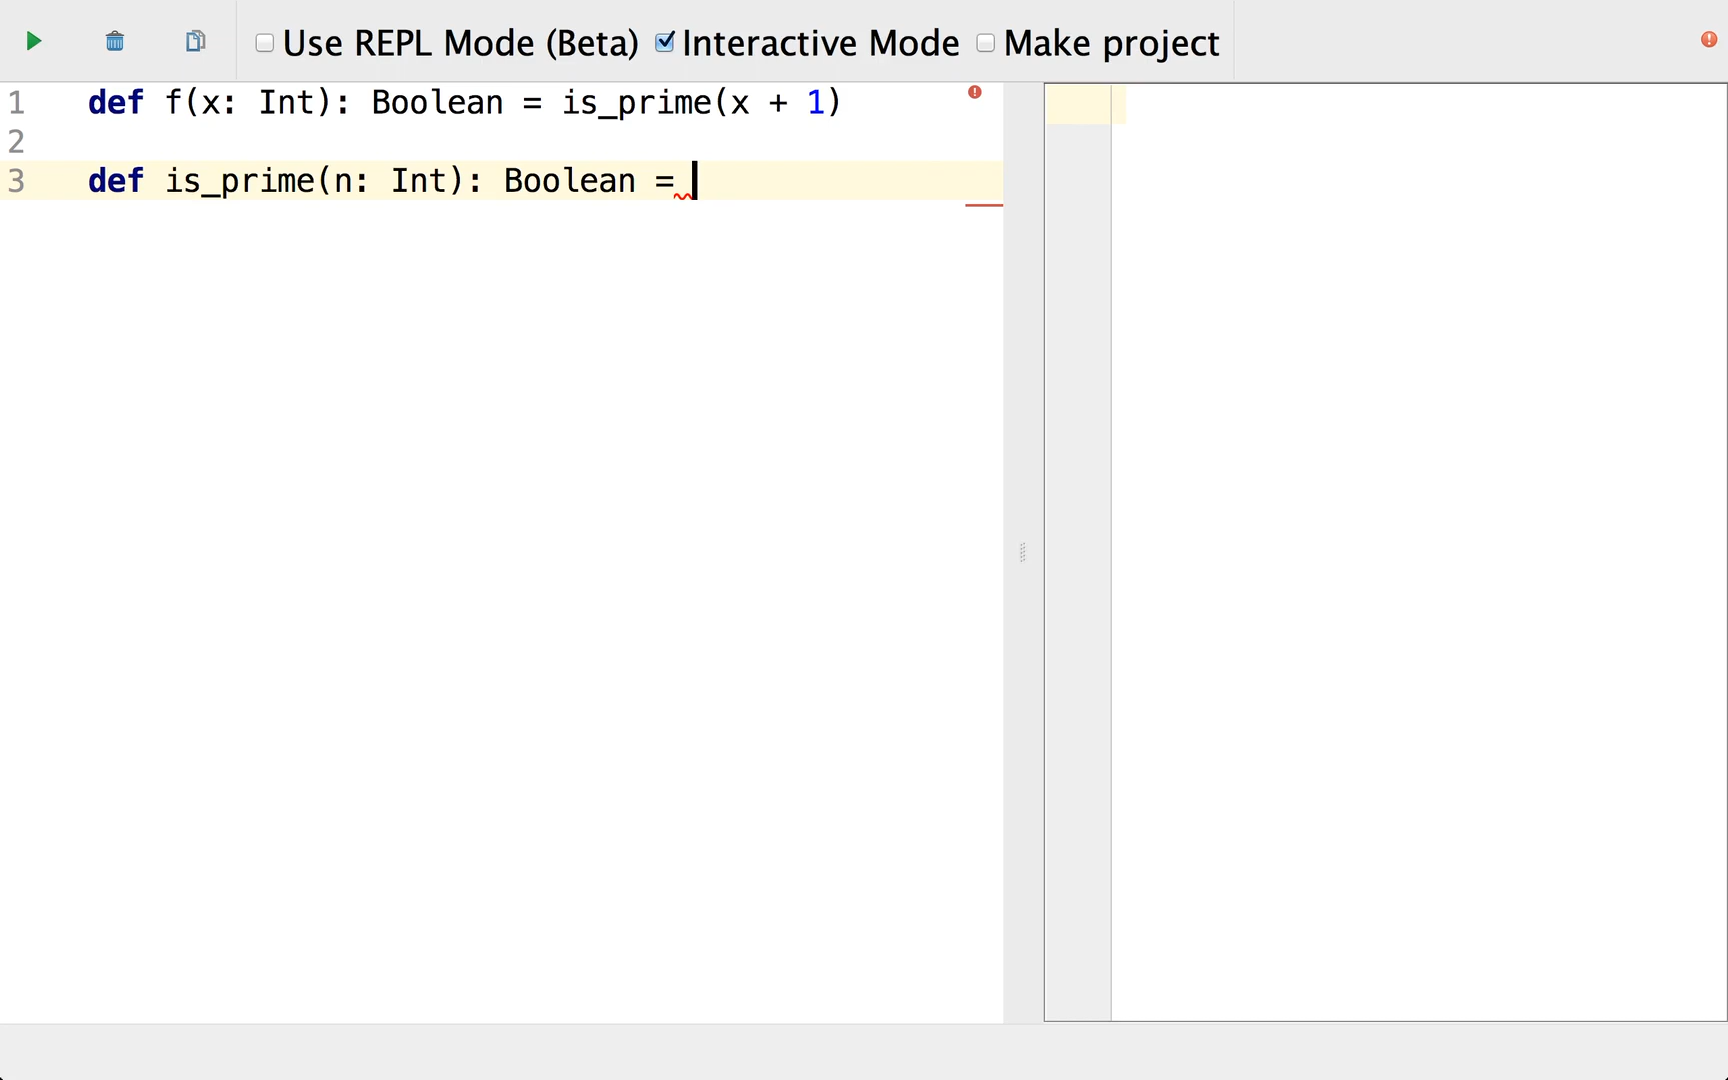 Use REPL Mode (Beta) Interactive Mode Make project
1 def f(x: Int): Boolean = is_prime(x + 1)
2
3 def is_prime(n: Int): Boolean =